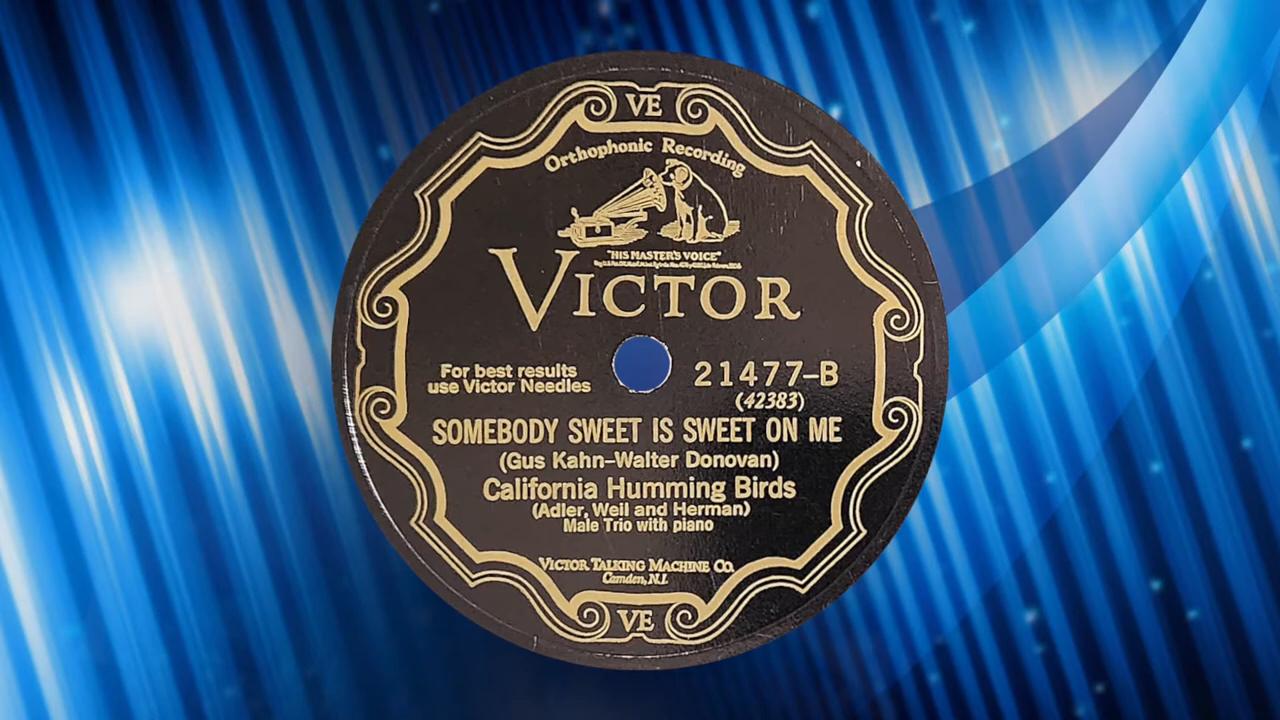 VE
Orthophonic Recording
"HIS MASTER'S VOICE"
VICTOR
For best results
use Victor Needles
21477-B
(42383)
SOMEBODY SWEET IS SWEET ON ME
(Gus Kahn-Walter Donovan)
California Humming Birds
(Adler, Weil and Herman)
Male Trio with piano
VICTOR TALKING MACHINE CO.
Camden, N.J.
VE